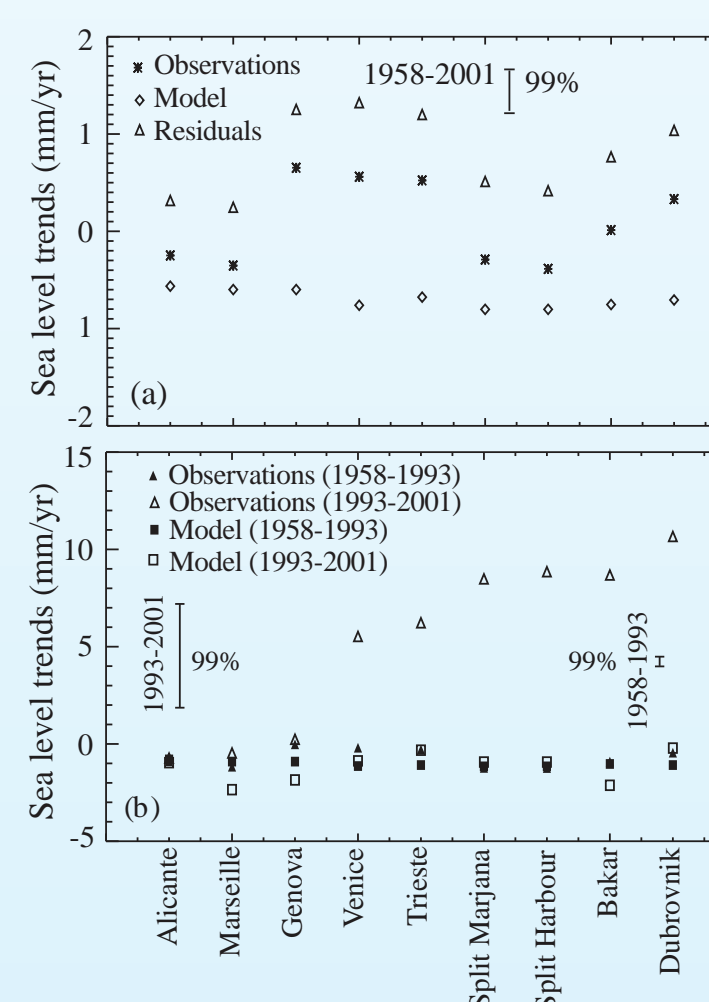 2
Observations
1958-2001
99%
Model
1
Residuals
0
1
-2
Sea level trends (mm/yr)
(a)
15
Observations (1958-1993)
Observations (1993-2001)
10
Model (1958-1993)
Model (1993-2001)
5
1993-2001
99%
99%
1958-1993
0
-5
Sea level trends (mm/yr)
(b)
Alicante
Marseille
Genova
Venice
Trieste
Split Marjana
Split Harbour
Bakar
Dubrovnik